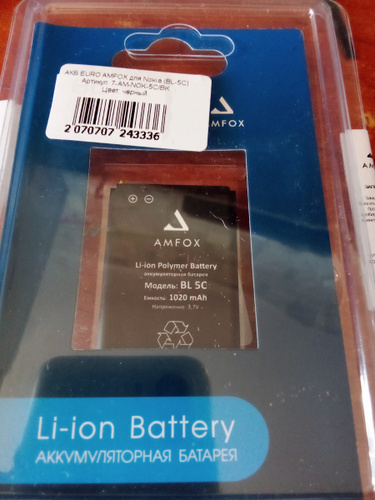 АКБ EURO AMFOX для Nokia (BL-5C)
Артикул: 7-AM-NOK-5C/BK
Цвет: черный
2 070707 243336
AMFOX
AMFOX
Li-ion Polymer Battery
аккумуляторная батарея
Модель: BL 5C
Емкость: 1020 mAh
Напряжение: 3,7V
Li-ion Battery
АККУМУЛЯТОРНАЯ БАТАРЕЯ